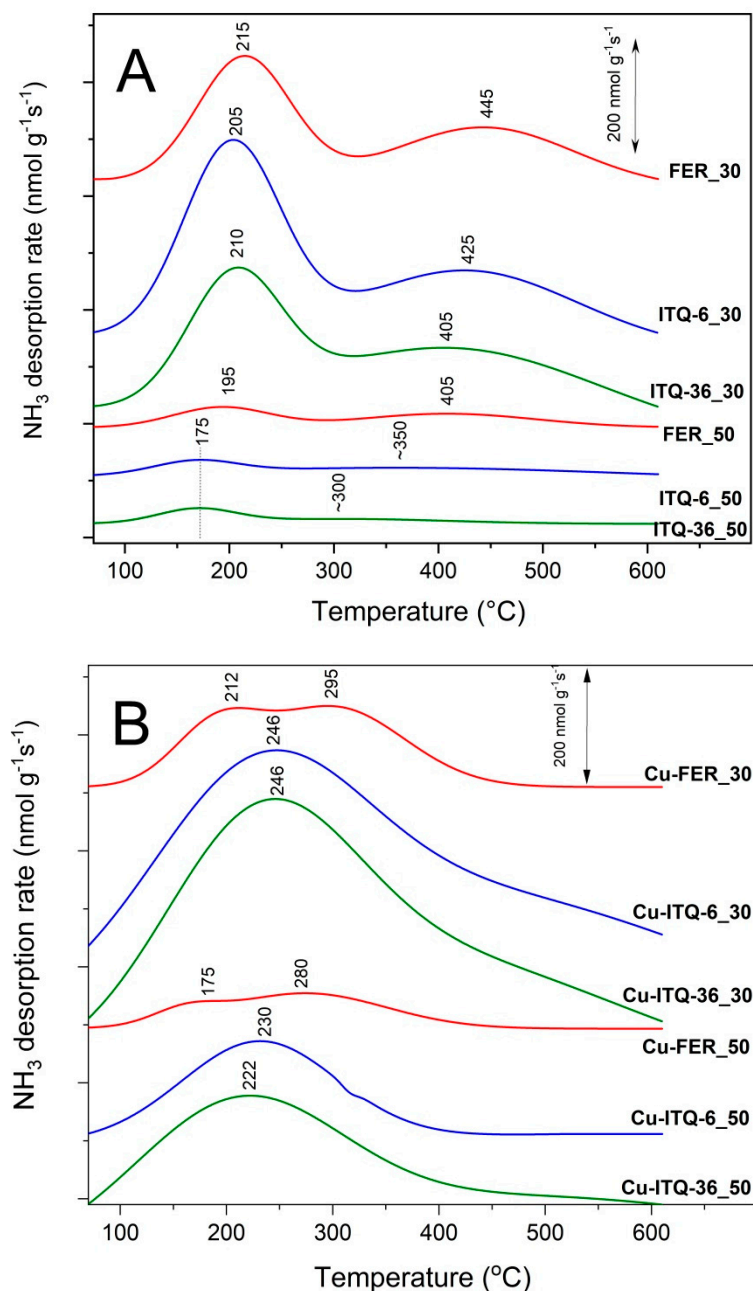 A
215
445
200 nmol g⁻¹s⁻¹
FER_30
205
425
ITQ-6_30
210
405
ITQ-36_30
195
405
FER_50
175
~350
ITQ-6_50
~300
ITQ-36_50
NH₃ desorption rate (nmol g⁻¹s⁻¹)
100 200 300 400 500 600
Temperature (°C)
B
212
295
200 nmol g⁻¹s⁻¹
Cu-FER_30
246
246
Cu-ITQ-6_30
Cu-ITQ-36_30
175
280
Cu-FER_50
230
Cu-ITQ-6_50
222
Cu-ITQ-36_50
NH₃ desorption rate (nmol g⁻¹s⁻¹)
100 200 300 400 500 600
Temperature (°C)